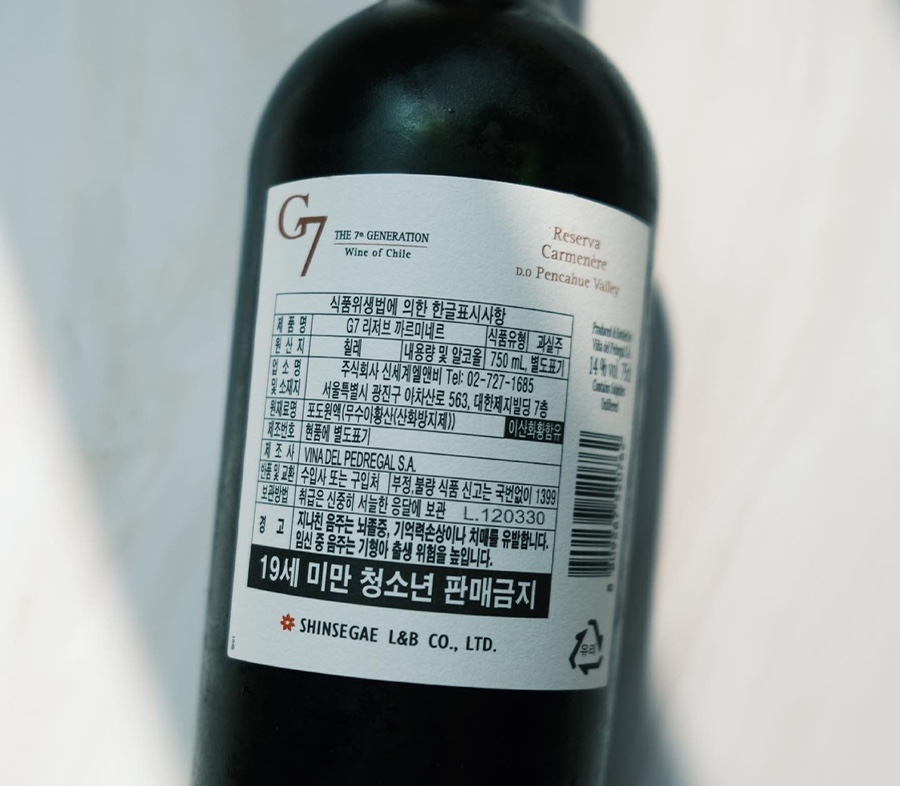 G7
THE 7th GENERATION
Wine of Chile
Reserva
Carmenère
D.O Pencahue Valley
식품위생법에 의한 한글표시사항
제 품 명 G7 리저브 까르미네르 식품유형 과실주
원 산 지 칠레 내용량 및 알코올 750 mL, 별도표기
업 소 명 주식회사 신세계엘앤비 Tel: 02-727-1685
및 소재지 서울특별시 광진구 아차산로 563, 대한제지빌딩 7층
원재료명 포도원액(무수아황산(산화방지제)) 이산화황함유
제조번호 현품에 별도표기
제 조 사 VINA DEL PEDREGAL S.A.
반품 및 교환 수입사 또는 구입처 부정,불량 식품 신고는 국번없이 1399
보관방법 취급은 신중히 서늘한 응달에 보관 L.120330
경 고 지나친 음주는 뇌졸중, 기억력손상이나 치매를 유발합니다.
임신 중 음주는 기형아 출생 위험을 높입니다.
19세 미만 청소년 판매금지
SHINSEGAE L&B CO., LTD.
Produced & Bottled by
Viña del Pedregal S.A.
14 % vol 75cl
Contains Sulphites
유리